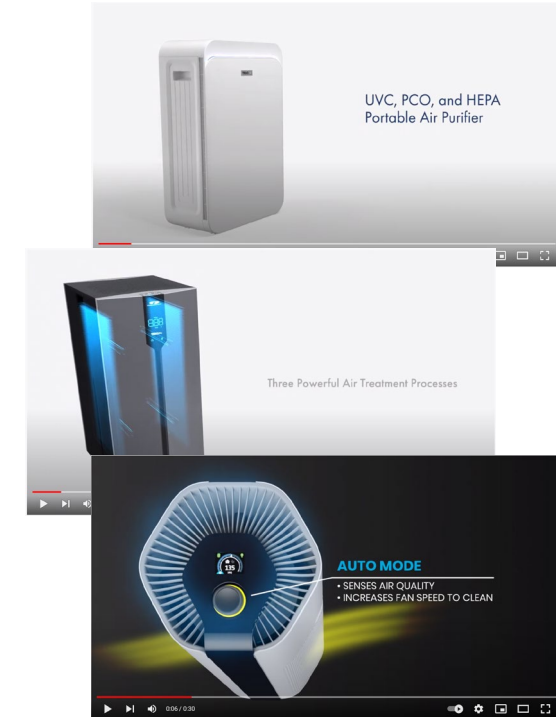 UVC, PCO, and HEPA
Portable Air Purifier
Three Powerful Air Treatment Processes
135
AUTO MODE
• SENSES AIR QUALITY
• INCREASES FAN SPEED TO CLEAN
0:06 / 0:30